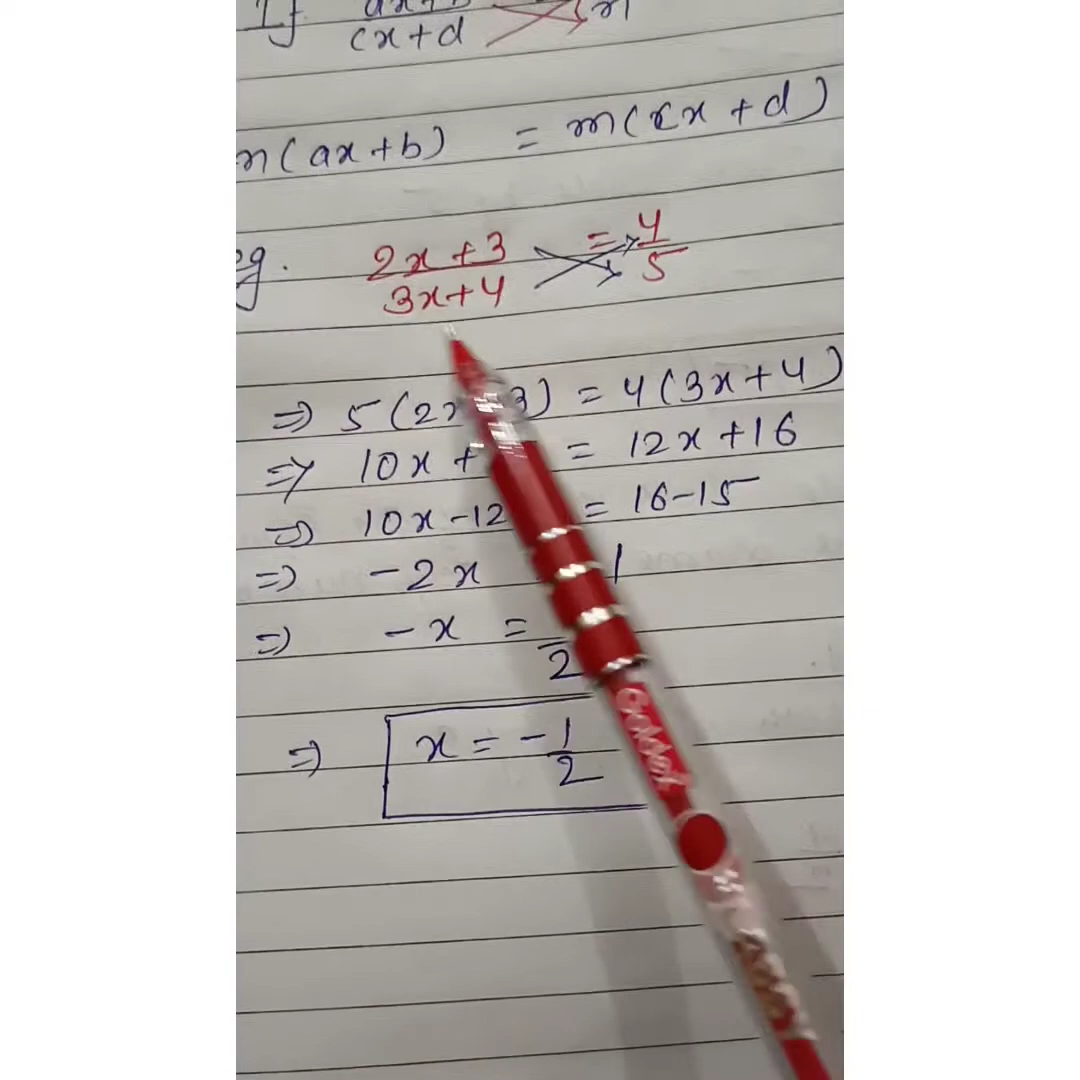 If ax+b
cx+d
n(ax+b) = m(cx+d)
eg. 2x+3 = 4
3x+4 5
=> 5(2x+3) = 4(3x+4)
=> 10x+ = 12x+16
=> 10x-12 = 16-15
=> -2x 1
=> -x =
2
=> x = -1
2